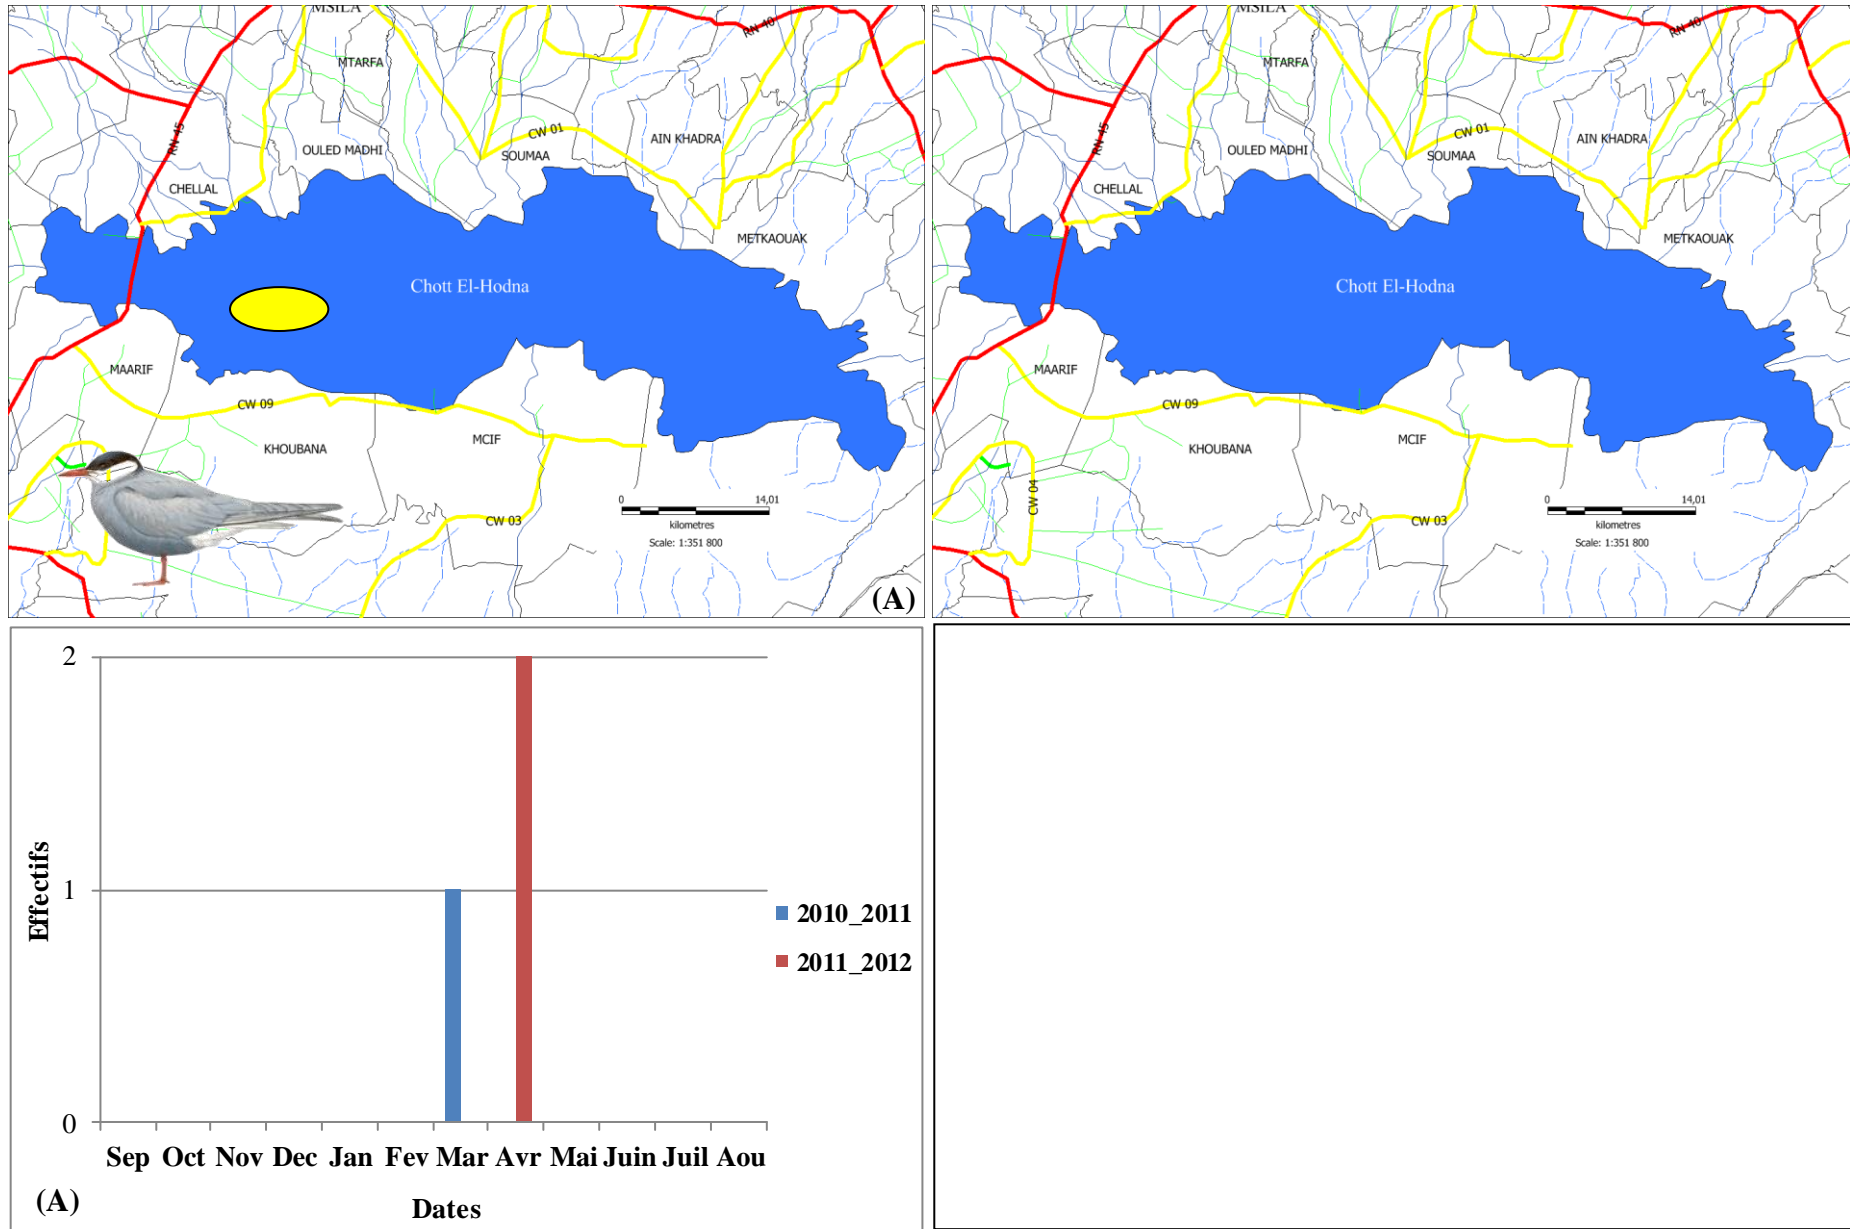 MSILA
RN 40
MTARFA
RN 45
CW 01
AIN KHADRA
OULED MADHI
SOUMAA
CHELLAL
METKAOUAK
Chott El-Hodna
MAARIF
CW 09
KHOUBANA
MCIF
0 14,01
kilometres
CW 03
Scale: 1:351 800
(A)
MSILA
RN 40
MTARFA
RN 45
CW 01
AIN KHADRA
OULED MADHI
SOUMAA
CHELLAL
METKAOUAK
Chott El-Hodna
MAARIF
CW 09
KHOUBANA
MCIF
CW 04
0 14,01
kilometres
CW 03
Scale: 1:351 800
2
1
0
Effectifs
2010_2011
2011_2012
Sep Oct Nov Dec Jan Fev Mar Avr Mai Juin Juil Aou
(A)
Dates